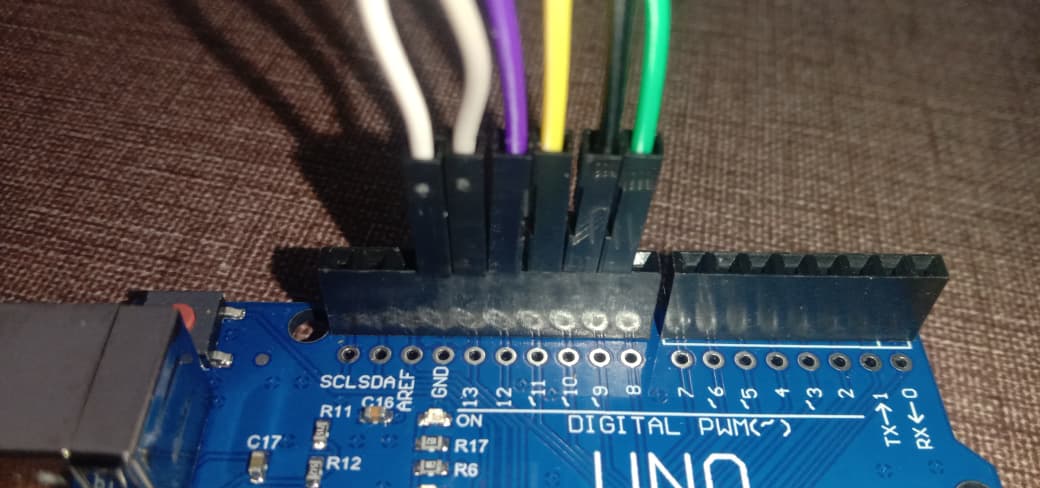 SCL SDA AREF GND 13 12 ~11 ~10 ~9 8 7 ~6 ~5 4 ~3 2 TX→1 RX←0
R11 C16 ON
DIGITAL PWM(~)
C17 R17
R12 R6
UNO